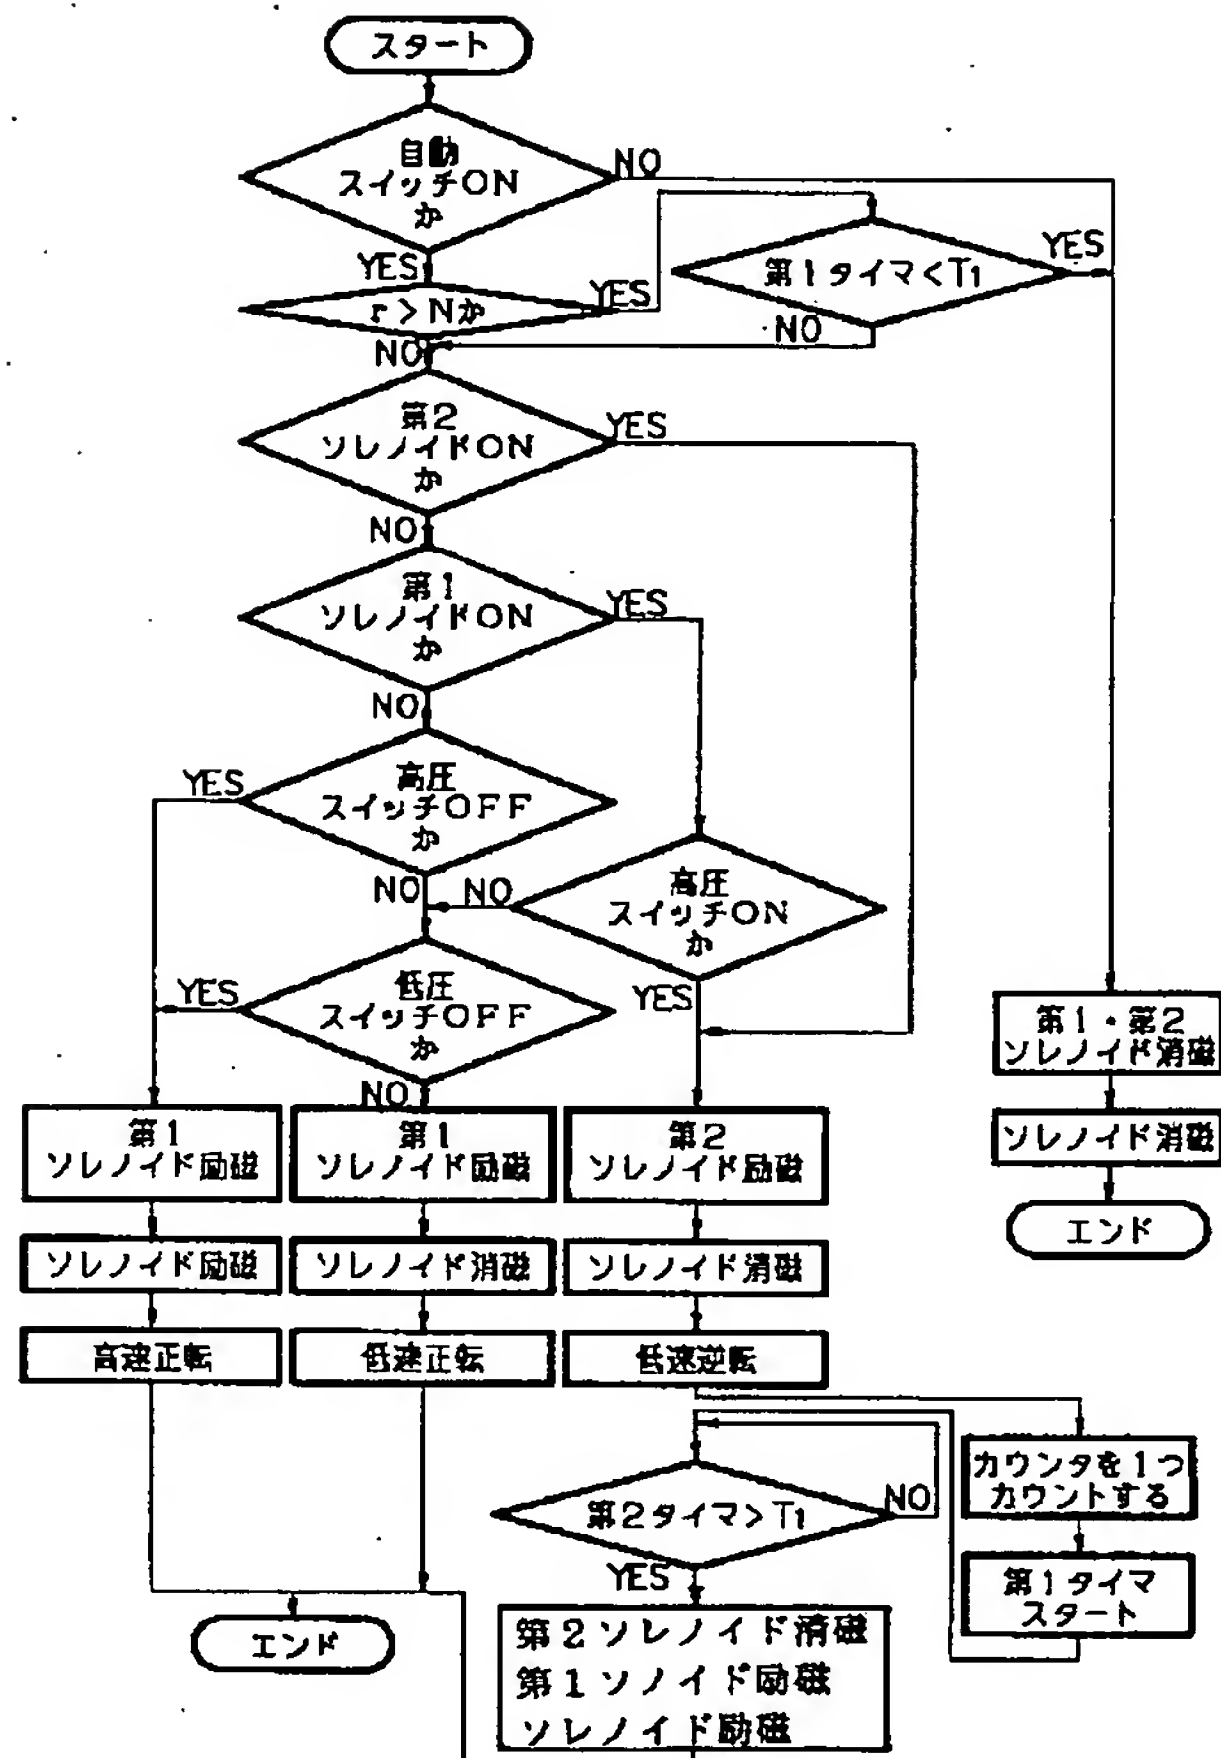 スタート
自動
スイッチON
か
NO
YES
r>Nか
YES
第1タイマ<T1
YES
NO
NO
第2
ソレノイドON
か
YES
NO
第1
ソレノイドON
か
YES
NO
高圧
スイッチOFF
か
YES
NO
高圧
スイッチON
か
NO
YES
低圧
スイッチOFF
か
YES
NO
第1・第2
ソレノイド消磁
ソレノイド消磁
エンド
第1
ソレノイド励磁
ソレノイド励磁
高速正転
第1
ソレノイド励磁
ソレノイド消磁
低速正転
第2
ソレノイド励磁
ソレノイド消磁
低速逆転
カウンタを1つ
カウントする
第1タイマ
スタート
第2タイマ>T1
NO
YES
第2ソレノイド消磁
第1ソノイド励磁
ソレノイド励磁
エンド